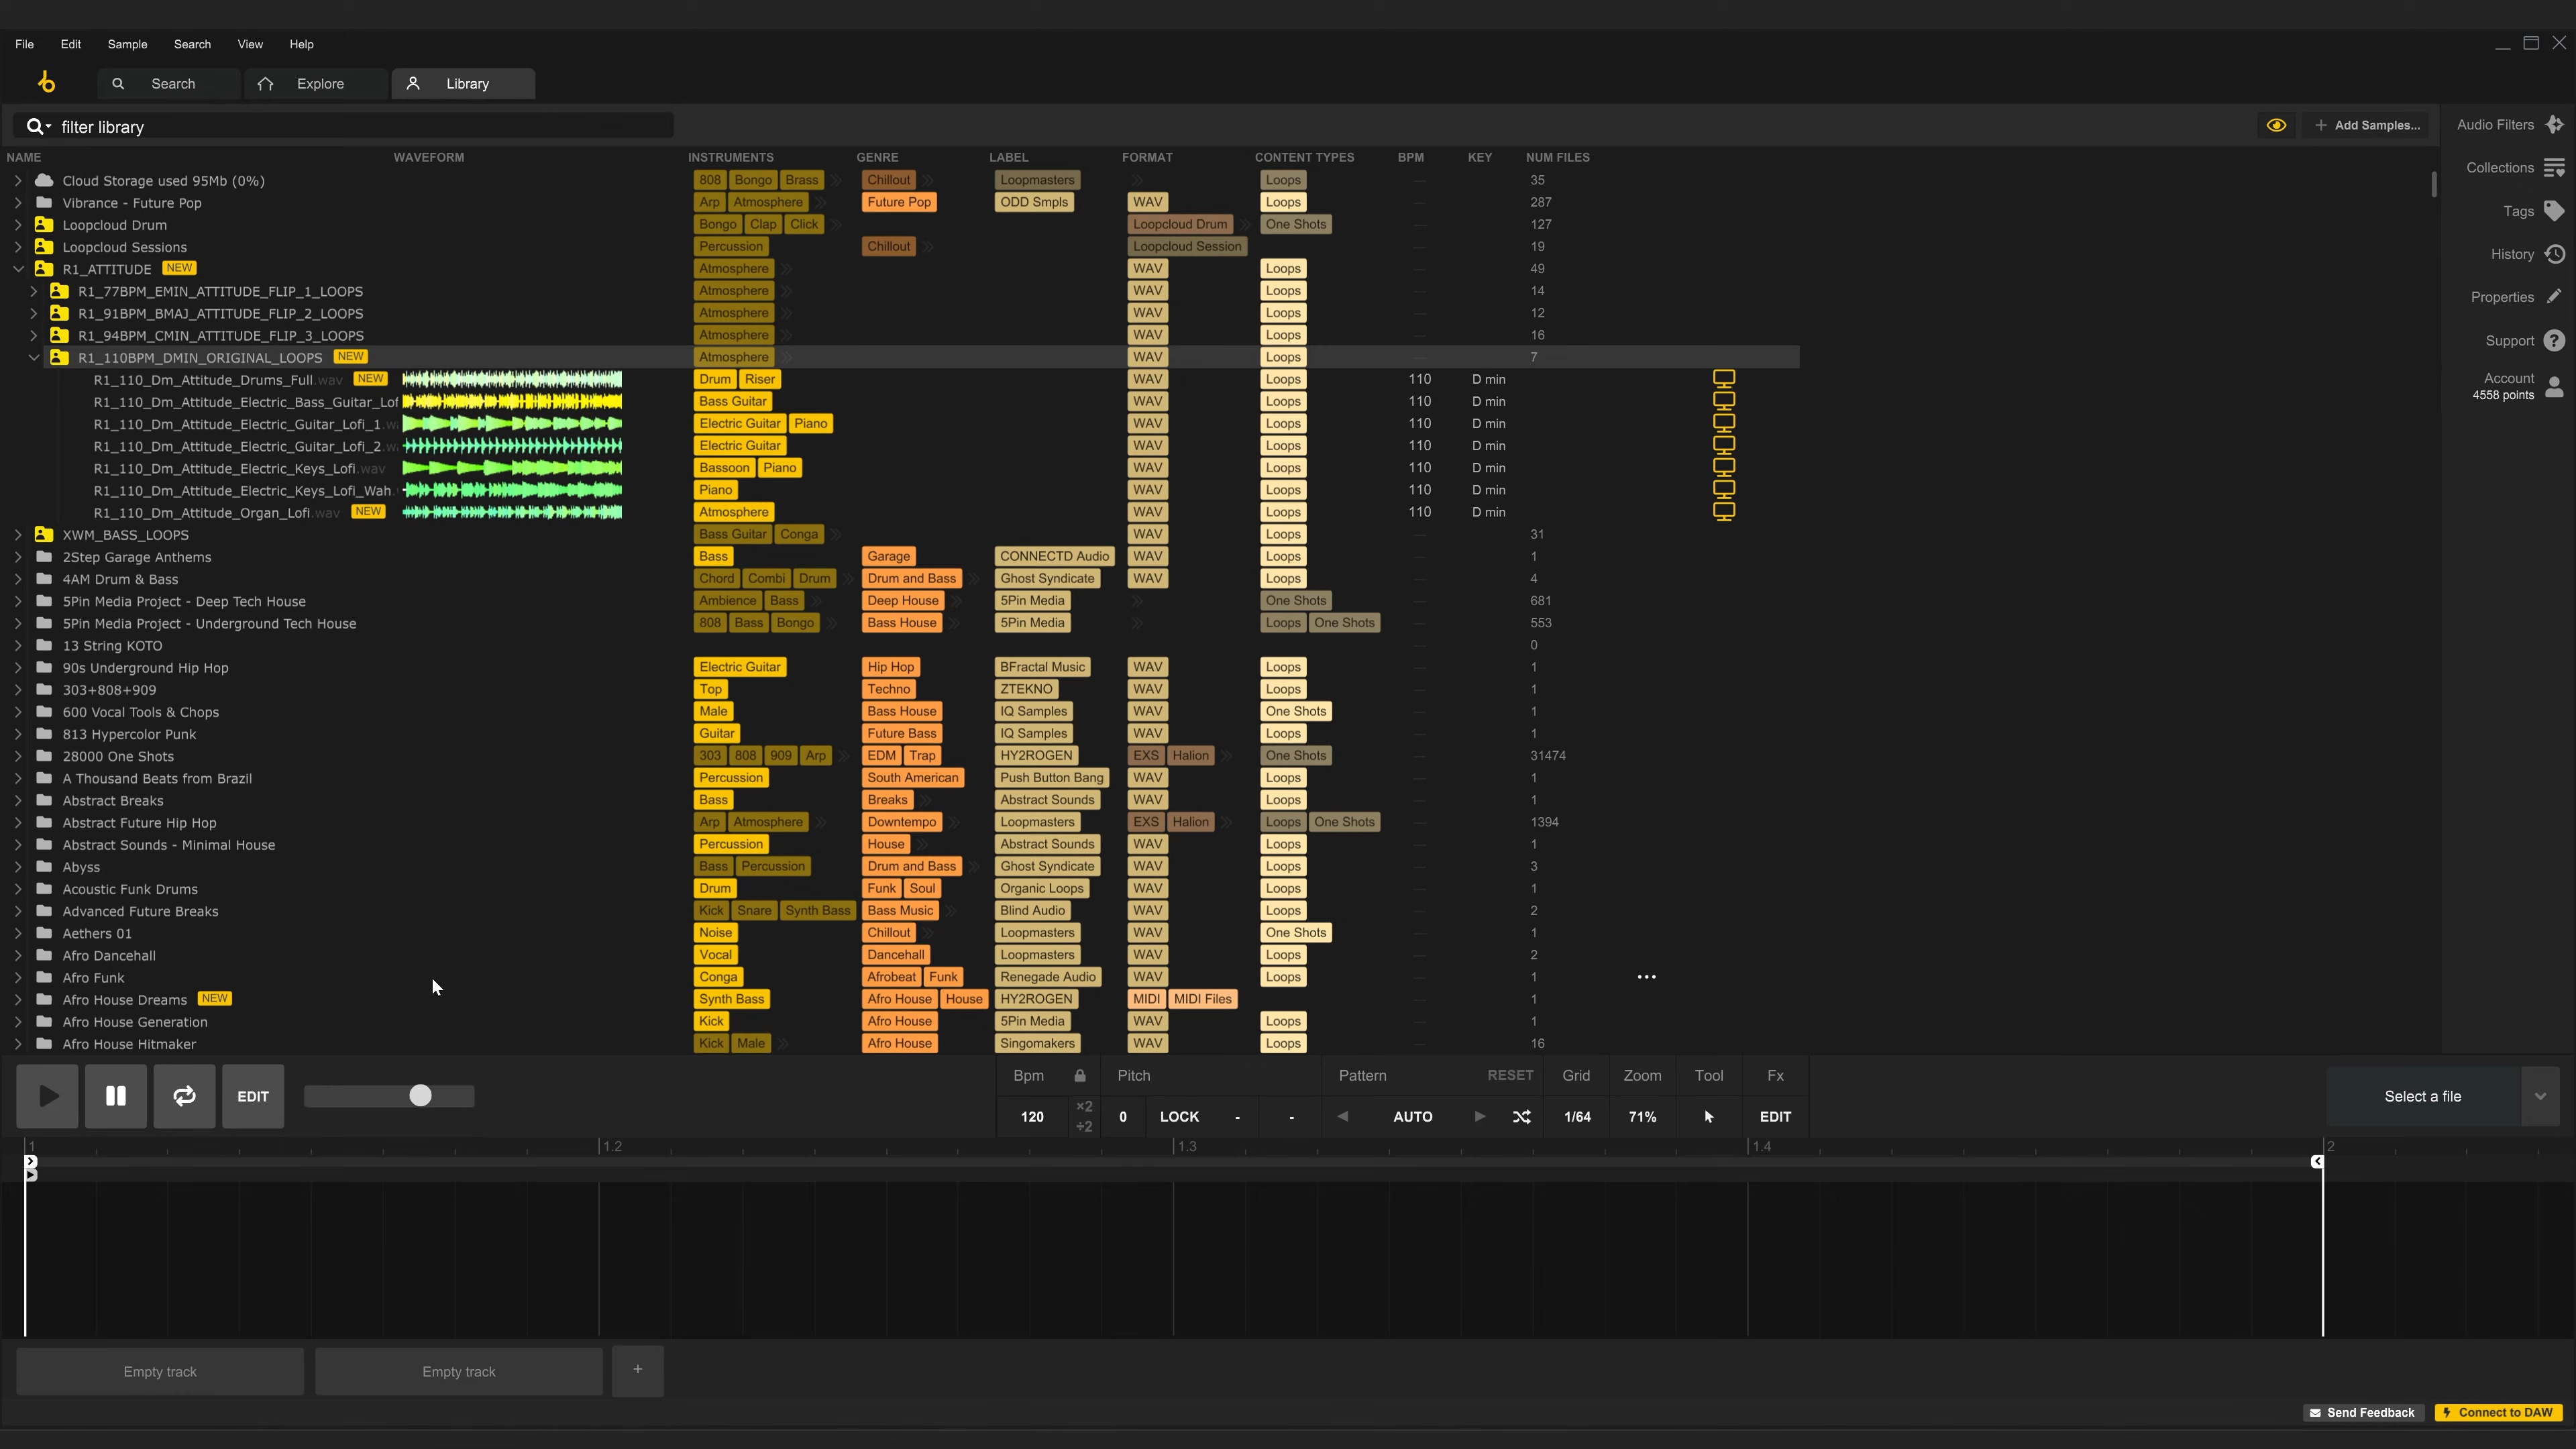 File Edit Sample Search View Help
Search Explore Library
filter library Add Samples... Audio Filters
NAME WAVEFORM INSTRUMENTS GENRE LABEL FORMAT CONTENT TYPES BPM KEY NUM FILES
Cloud Storage used 95Mb (0%) 808 Bongo Brass Chillout Loopmasters Loops 35
Vibrance - Future Pop Arp Atmosphere Future Pop ODD Smpls WAV Loops 287
Loopcloud Drum Bongo Clap Click Loopcloud Drum One Shots 127
Loopcloud Sessions Percussion Chillout Loopcloud Session 19
R1_ATTITUDE NEW Atmosphere WAV Loops 49
R1_77BPM_EMIN_ATTITUDE_FLIP_1_LOOPS Atmosphere WAV Loops 14
R1_91BPM_BMAJ_ATTITUDE_FLIP_2_LOOPS Atmosphere WAV Loops 12
R1_94BPM_CMIN_ATTITUDE_FLIP_3_LOOPS Atmosphere WAV Loops 16
R1_110BPM_DMIN_ORIGINAL_LOOPS NEW Atmosphere WAV Loops 7
R1_110_Dm_Attitude_Drums_Full.wav NEW Drum Riser WAV Loops 110 D min
R1_110_Dm_Attitude_Electric_Bass_Guitar_Lof Bass Guitar WAV Loops 110 D min
R1_110_Dm_Attitude_Electric_Guitar_Lofi_1.w Electric Guitar Piano WAV Loops 110 D min
R1_110_Dm_Attitude_Electric_Guitar_Lofi_2.w Electric Guitar WAV Loops 110 D min
R1_110_Dm_Attitude_Electric_Keys_Lofi.wav Bassoon Piano WAV Loops 110 D min
R1_110_Dm_Attitude_Electric_Keys_Lofi_Wah. Piano WAV Loops 110 D min
R1_110_Dm_Attitude_Organ_Lofi.wav NEW Atmosphere WAV Loops 110 D min
XWM_BASS_LOOPS Bass Guitar Conga WAV Loops 31
2Step Garage Anthems Bass Garage CONNECTD Audio WAV Loops 1
4AM Drum & Bass Chord Combi Drum Drum and Bass Ghost Syndicate WAV Loops 4
5Pin Media Project - Deep Tech House Ambience Bass Deep House 5Pin Media One Shots 681
5Pin Media Project - Underground Tech House 808 Bass Bongo Bass House 5Pin Media Loops One Shots 553
13 String KOTO 0
90s Underground Hip Hop Electric Guitar Hip Hop BFractal Music WAV Loops 1
303+808+909 Top Techno ZTEKNO WAV Loops 1
600 Vocal Tools & Chops Male Bass House IQ Samples WAV One Shots 1
813 Hypercolor Punk Guitar Future Bass IQ Samples WAV Loops 1
28000 One Shots 303 808 909 Arp EDM Trap HY2ROGEN EXS Halion One Shots 31474
A Thousand Beats from Brazil Percussion South American Push Button Bang WAV Loops 1
Abstract Breaks Bass Breaks Abstract Sounds WAV Loops 1
Abstract Future Hip Hop Arp Atmosphere Downtempo Loopmasters EXS Halion Loops One Shots 1394
Abstract Sounds - Minimal House Percussion House Abstract Sounds WAV Loops 1
Abyss Bass Percussion Drum and Bass Ghost Syndicate WAV Loops 3
Acoustic Funk Drums Drum Funk Soul Organic Loops WAV Loops 1
Advanced Future Breaks Kick Snare Synth Bass Bass Music Blind Audio WAV Loops 2
Aethers 01 Noise Chillout Loopmasters WAV One Shots 1
Afro Dancehall Vocal Dancehall Loopmasters WAV Loops 2
Afro Funk Conga Afrobeat Funk Renegade Audio WAV Loops 1 ...
Afro House Dreams NEW Synth Bass Afro House House HY2ROGEN MIDI MIDI Files 1
Afro House Generation Kick Afro House 5Pin Media WAV Loops 1
Afro House Hitmaker Kick Male Afro House Singomakers WAV Loops 16
Collections
Tags
History
Properties
Support
Account
4558 points
EDIT
Bpm Pitch Pattern RESET Grid Zoom Tool Fx
120 ×2 ÷2 0 LOCK - - AUTO 1/64 71% EDIT
Select a file
1 1.2 1.3 1.4 2
Empty track Empty track +
Send Feedback Connect to DAW